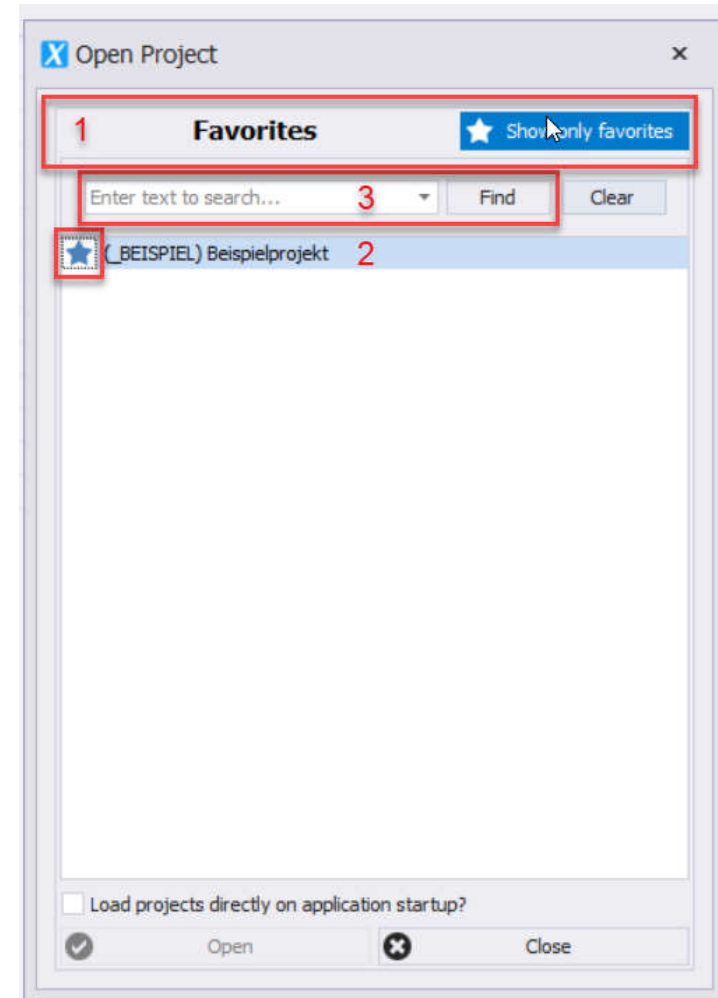 X Open Project
1 Favorites Show only favorites
Enter text to search... 3 Find Clear
(_BEISPIEL) Beispielprojekt 2
Load projects directly on application startup?
Open Close